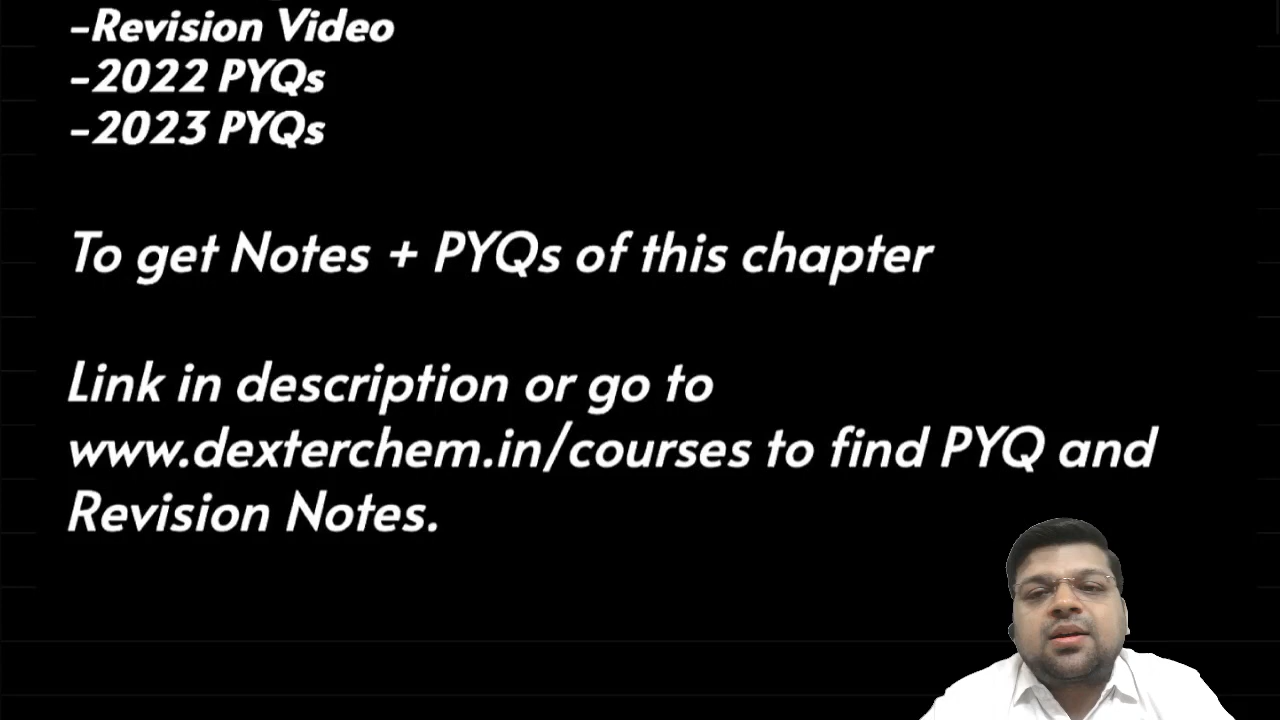 -Revision Video
-2022 PYQs
-2023 PYQs
To get Notes + PYQs of this chapter
Link in description or go to
www.dexterchem.in/courses to find PYQ and
Revision Notes.